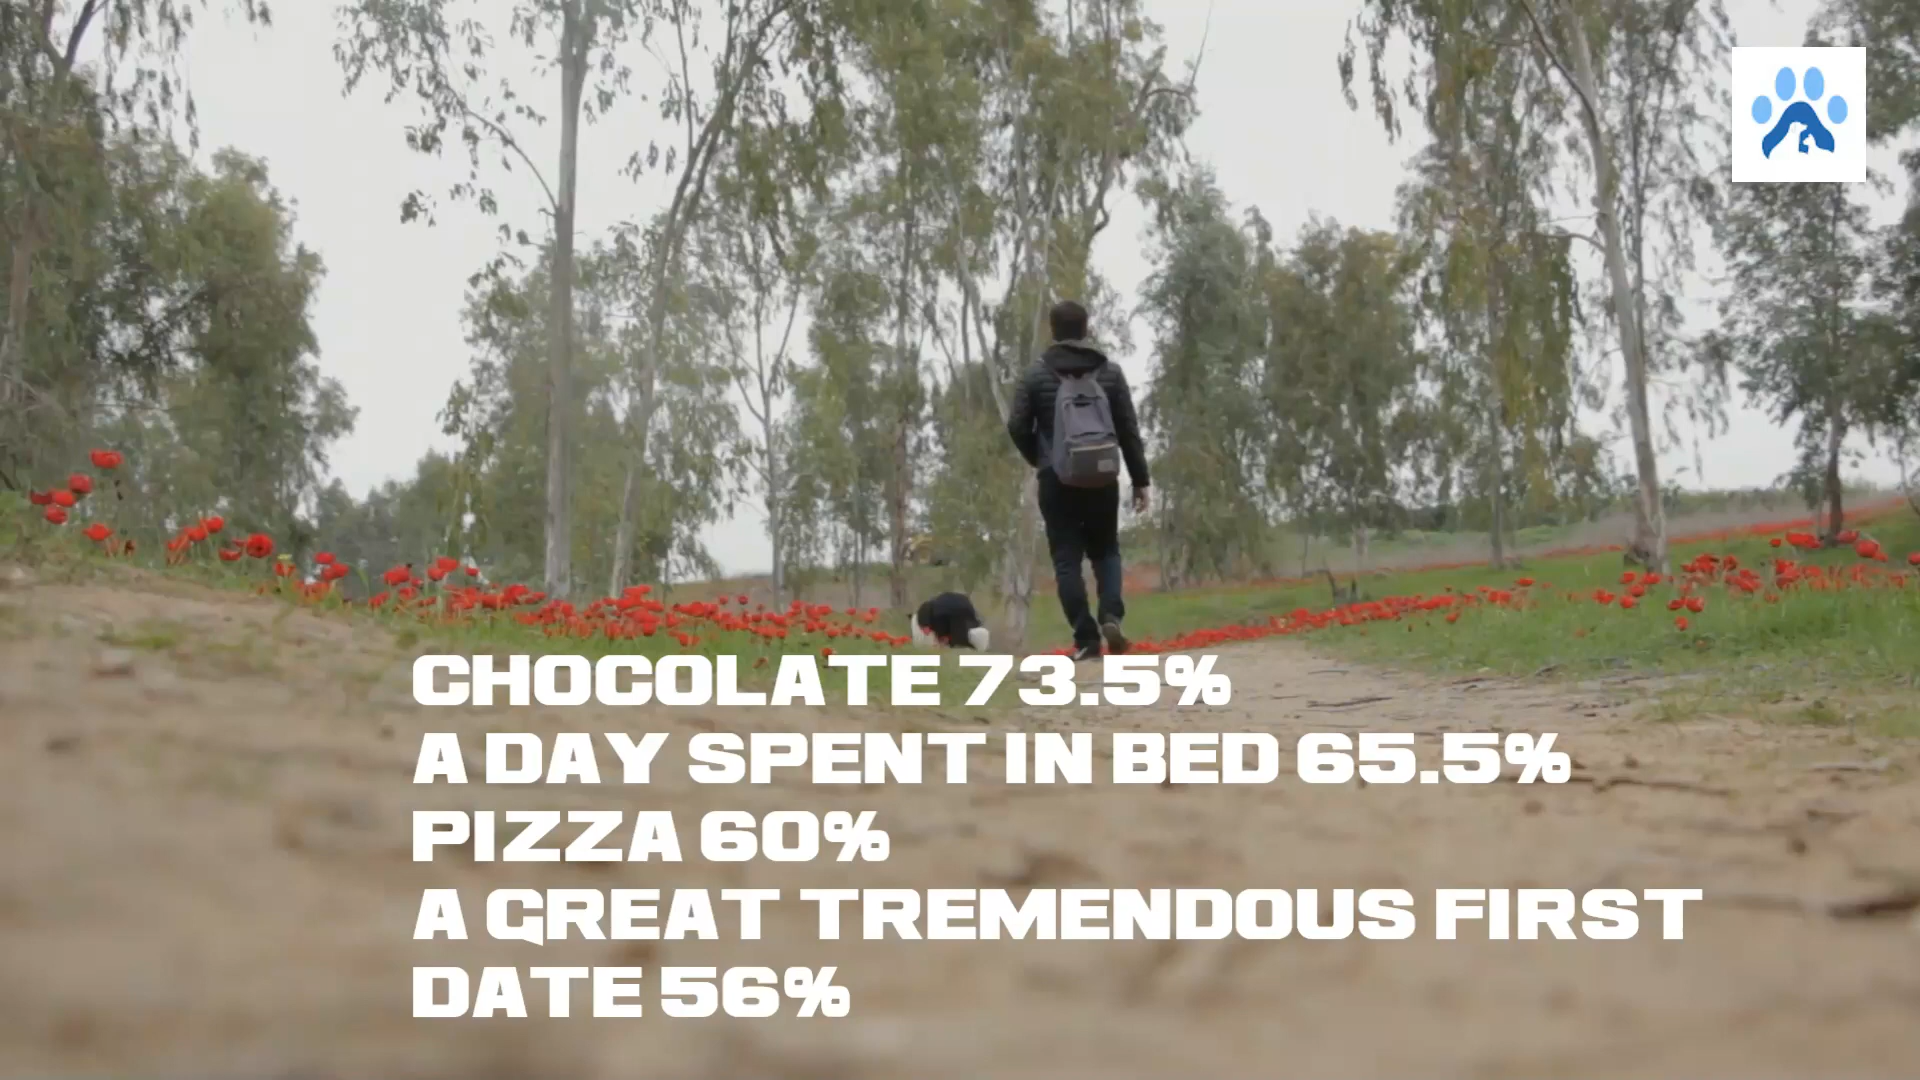 CHOCOLATE 73.5%
A DAY SPENT IN BED 65.5%
PIZZA 60%
A GREAT TREMENDOUS FIRST
DATE 56%